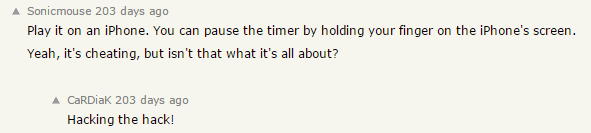 Sonicmouse 203 days ago
Play it on an iPhone. You can pause the timer by holding your finger on the iPhone's screen.
Yeah, it's cheating, but isn't that what it's all about?
CaRDiaK 203 days ago
Hacking the hack!